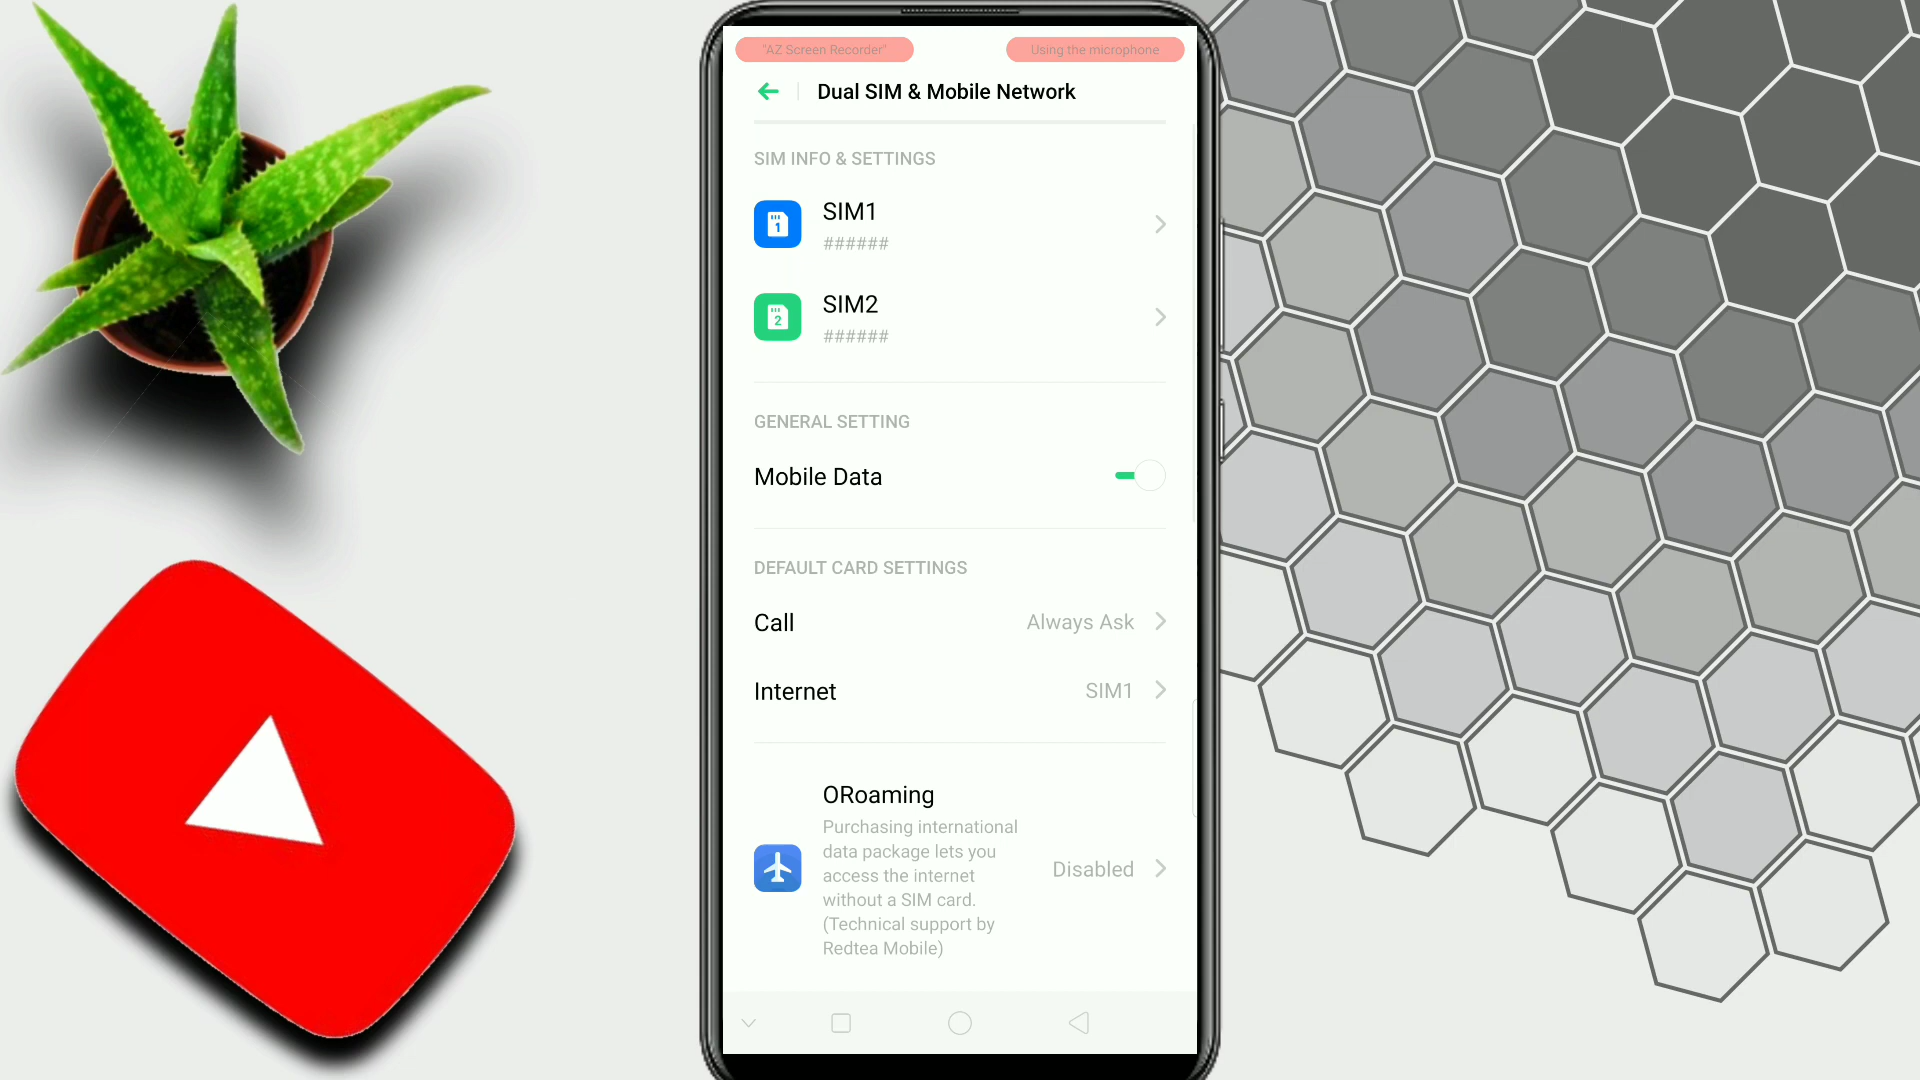 "AZ Screen Recorder"
Using the microphone
Dual SIM & Mobile Network
SIM INFO & SETTINGS
1
SIM1
######
2
SIM2
######
GENERAL SETTING
Mobile Data
DEFAULT CARD SETTINGS
Call
Always Ask
Internet
SIM1
ORoaming
Purchasing international
data package lets you
access the internet
without a SIM card.
(Technical support by
Redtea Mobile)
Disabled